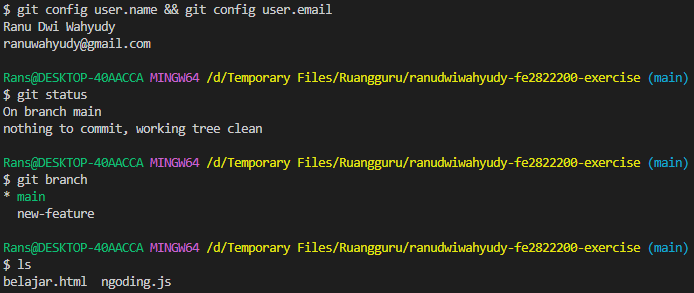 $ git config user.name && git config user.email
Ranu Dwi Wahyudy
ranuwahyudy@gmail.com
Rans@DESKTOP-40AACCA MINGW64 /d/Temporary Files/Ruangguru/ranudwiwahyudy-fe2822200-exercise (main)
$ git status
On branch main
nothing to commit, working tree clean
Rans@DESKTOP-40AACCA MINGW64 /d/Temporary Files/Ruangguru/ranudwiwahyudy-fe2822200-exercise (main)
$ git branch
* main
new-feature
Rans@DESKTOP-40AACCA MINGW64 /d/Temporary Files/Ruangguru/ranudwiwahyudy-fe2822200-exercise (main)
$ ls
belajar.html  ngoding.js